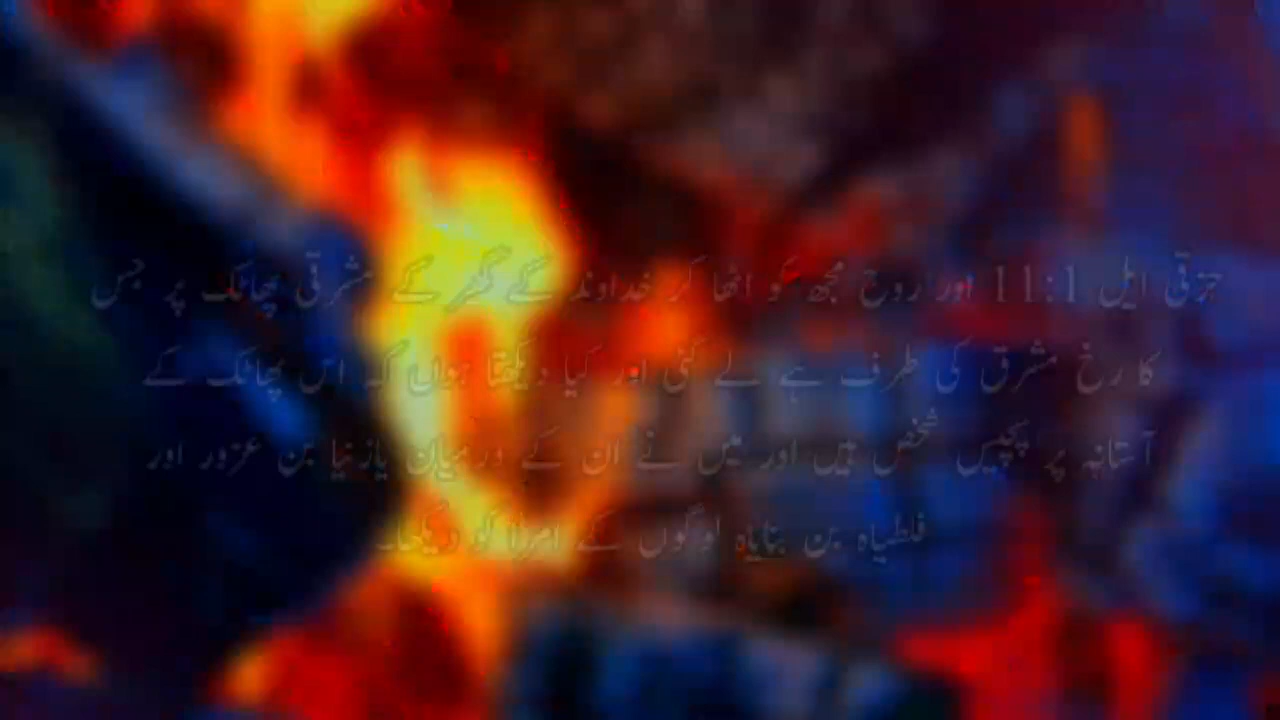 حزقی ایل 11:1 اور روح مجھ کو اٹھا کر خداوند کے گھر کے مشرقی پھاٹک پر جس
کا رخ مشرق کی طرف ہے لے گئی اور کیا دیکھتا ہوں کہ اس پھاٹک کے
آستانہ پر پچیس شخص ہیں اور میں نے ان کے درمیان یازنیا بن عزور اور
فلطیاہ بن بنایاہ لوگوں کے امرا کو دیکھا۔